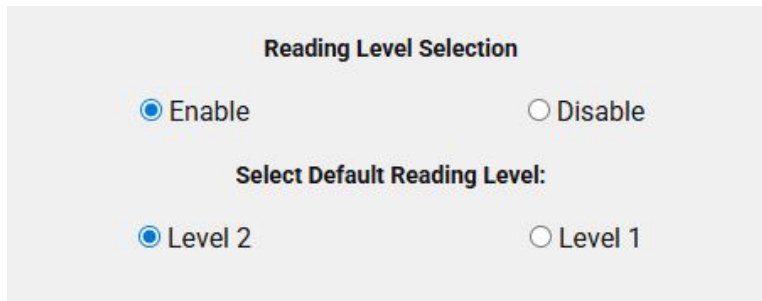 Reading Level Selection
Enable Disable
Select Default Reading Level:
Level 2 Level 1